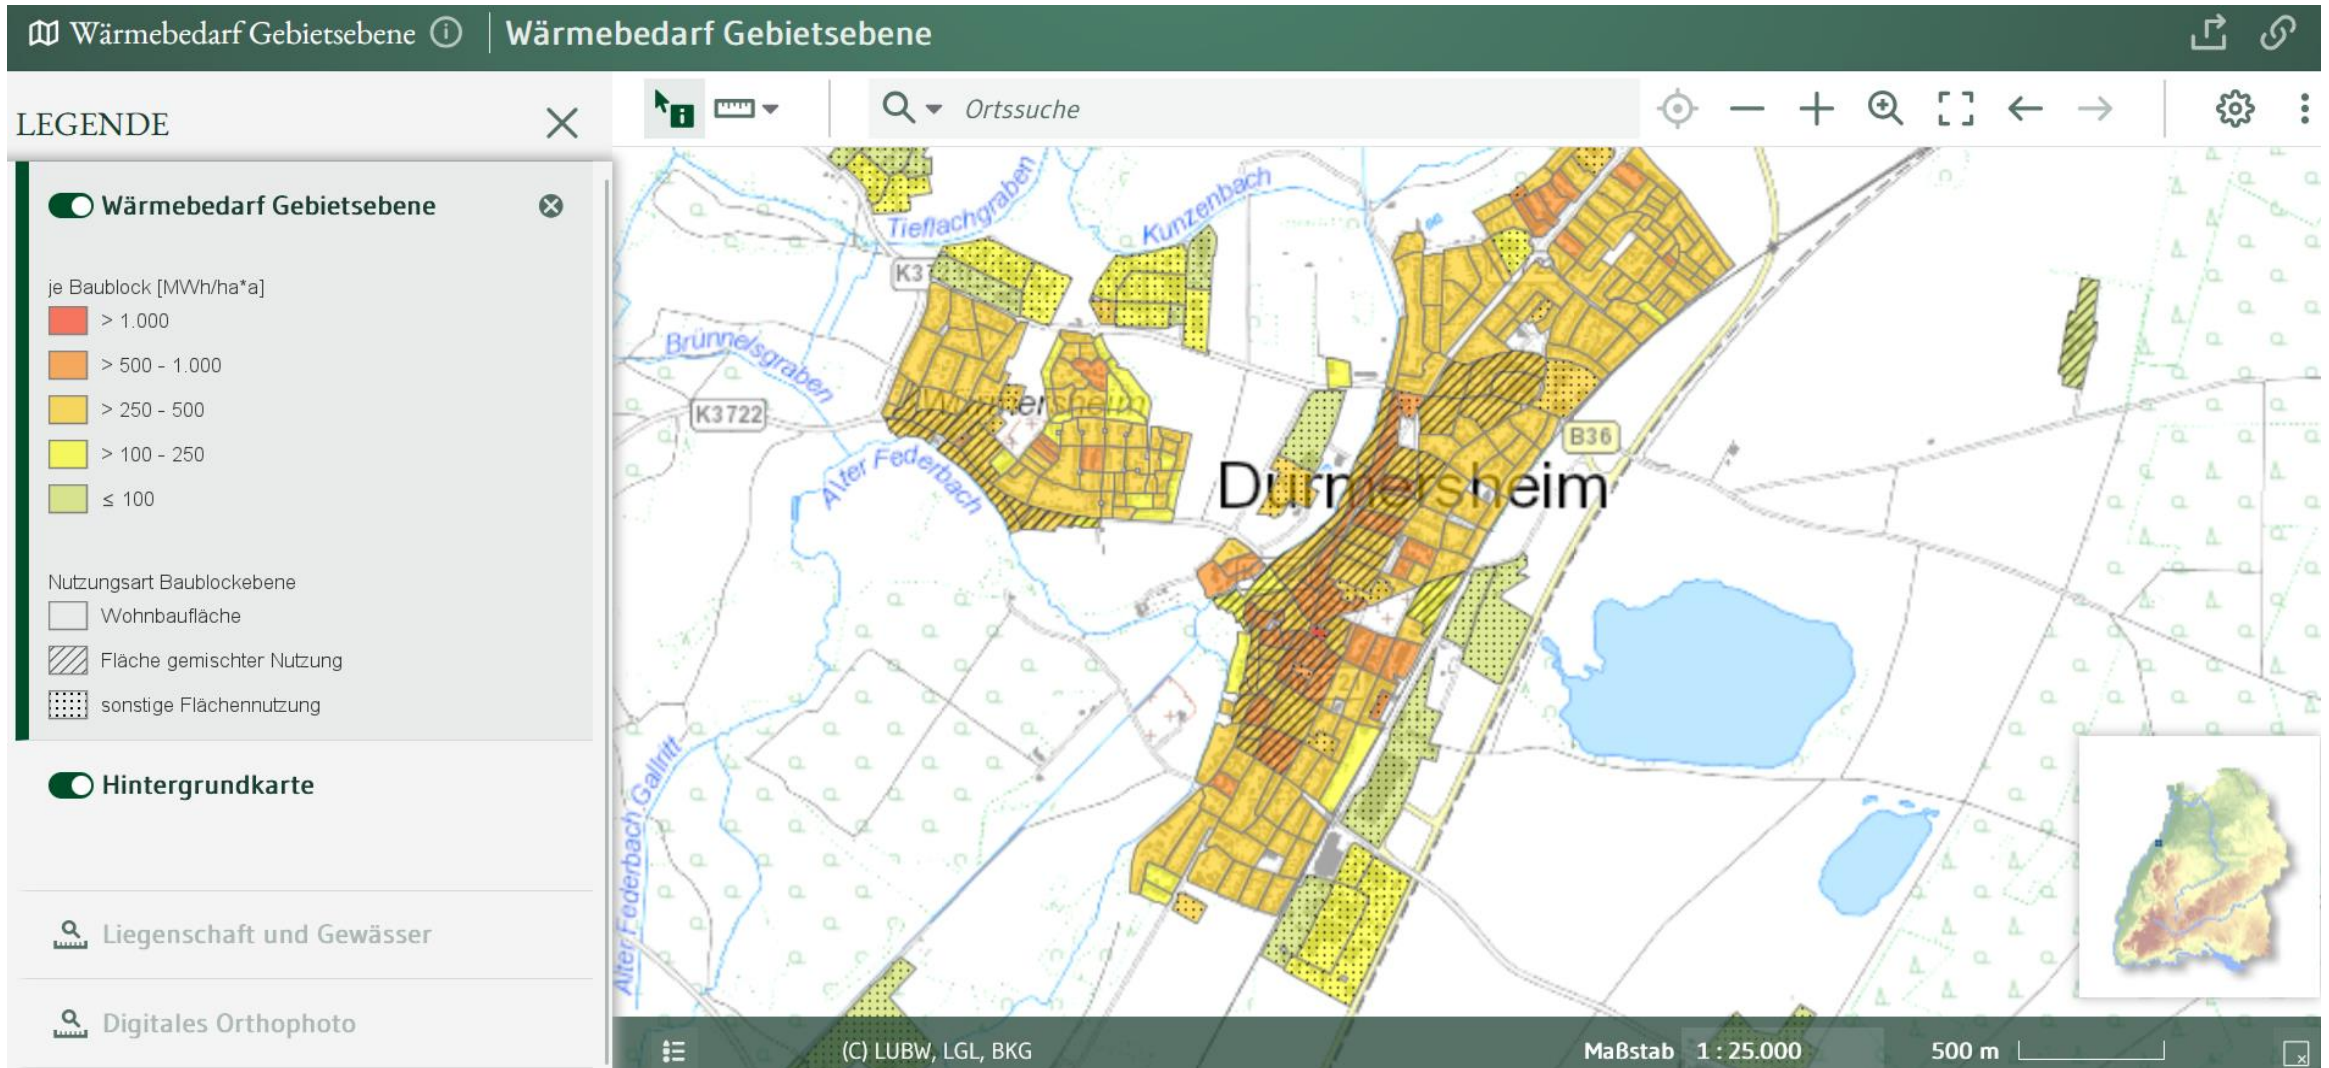 Wärmebedarf Gebietsebene
Wärmebedarf Gebietsebene
LEGENDE
Ortssuche
Wärmebedarf Gebietsebene
je Baublock [MWh/ha*a]
> 1.000
> 500 - 1.000
> 250 - 500
> 100 - 250
≤ 100
Nutzungsart Baublockebene
Wohnbaufläche
Fläche gemischter Nutzung
sonstige Flächennutzung
Hintergrundkarte
Liegenschaft und Gewässer
Digitales Orthophoto
Tieflachgraben
Kunzenbach
K37
Brünnelsgraben
K3722
Alter Federbach
B36
Durmersheim
Alter Federbach Gallritt
(C) LUBW, LGL, BKG
Maßstab 1 : 25.000
500 m